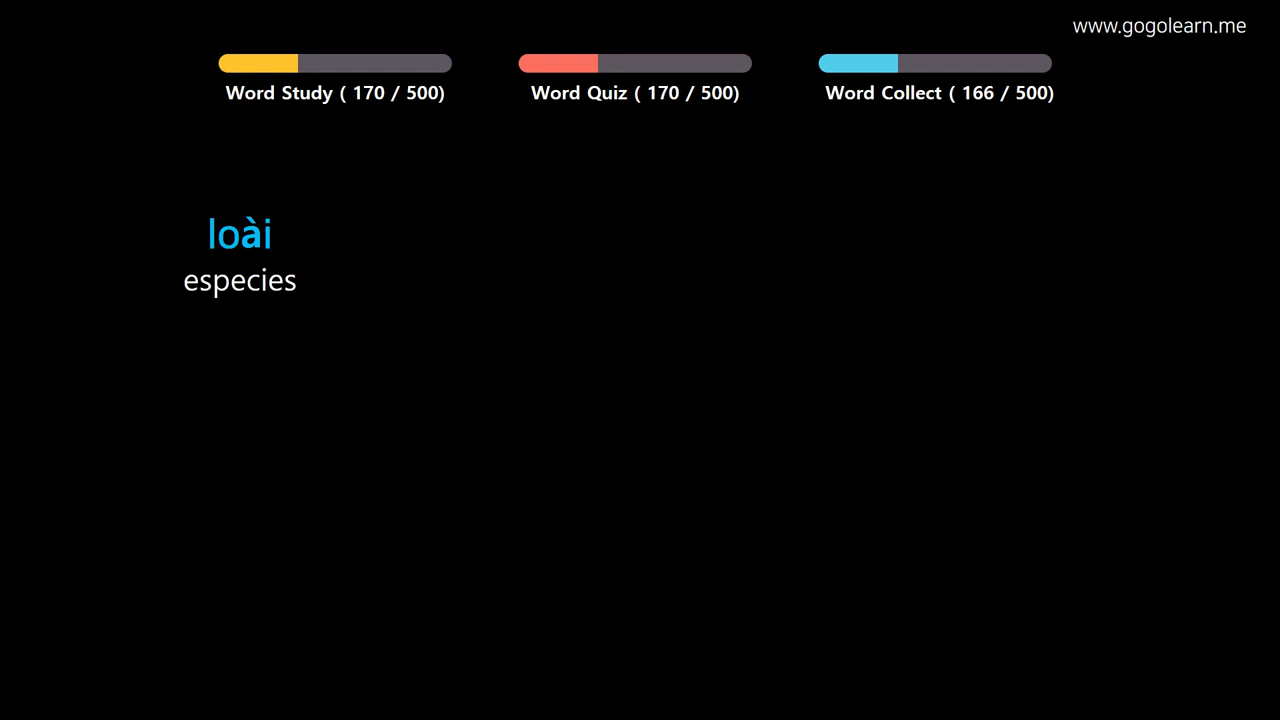 www.gogolearn.me
Word Study ( 170 / 500)
Word Quiz ( 170 / 500)
Word Collect ( 166 / 500)
loài
especies